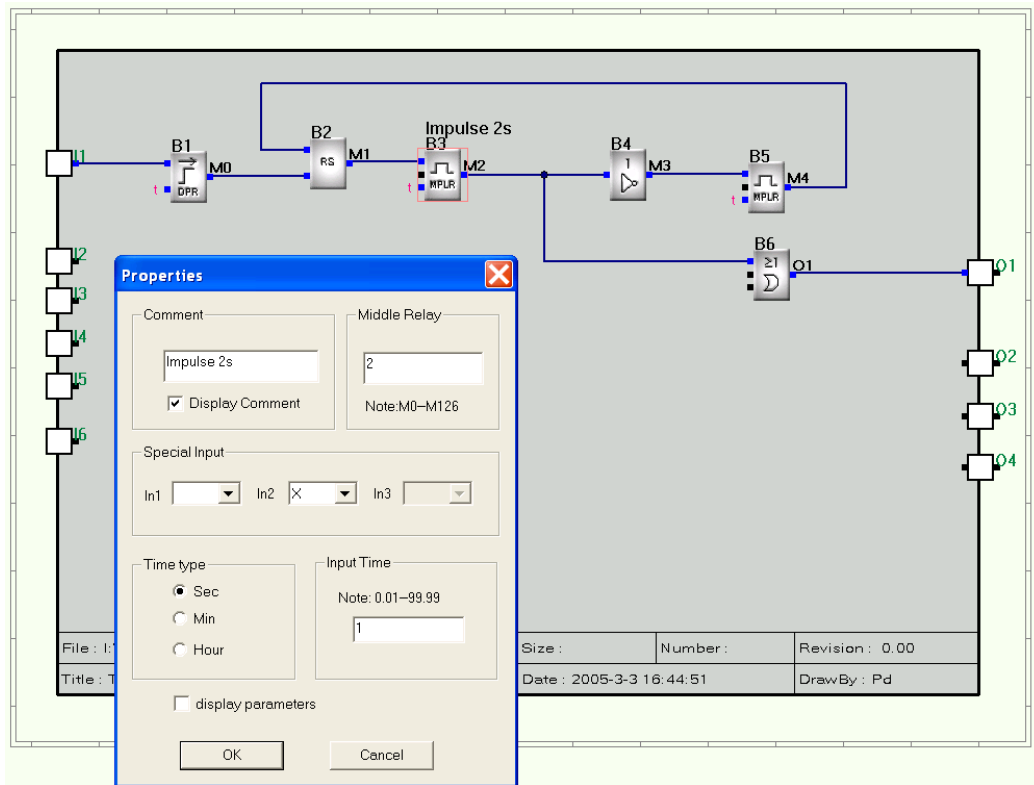 Impulse 2s
B1
B2
B3
B4
B5
B6
I1
M0
M1
M2
M3
M4
t
DPR
RS
t
MPLR
1
t
MPLR
≥1
O1
O1
I2
I3
I4
I5
I6
O2
O3
O4
Properties
Comment
Middle Relay
Impulse 2s
2
Display Comment
Note:M0-M126
Special Input
In1
In2 X
In3
Time type
Input Time
Sec
Note: 0.01-99.99
Min
1
Hour
display parameters
OK
Cancel
File : I:
Size :
Number :
Revision : 0.00
Title : T
Date : 2005-3-3 16:44:51
DrawBy : Pd